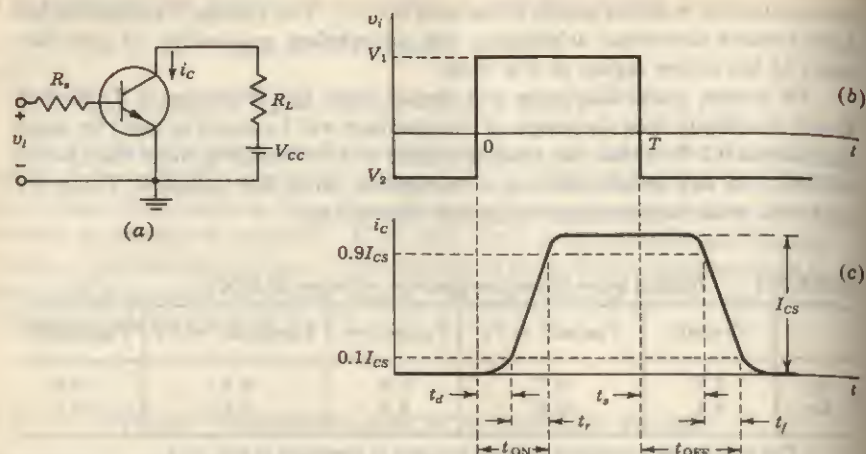 R_s
i_C
R_L
V_CC
+
v_i
-
(a)
v_i
V_1
V_2
0
T
t
(b)
i_C
0.9I_CS
0.1I_CS
I_CS
(c)
t
t_d
t_r
t_s
t_f
t_ON
t_OFF